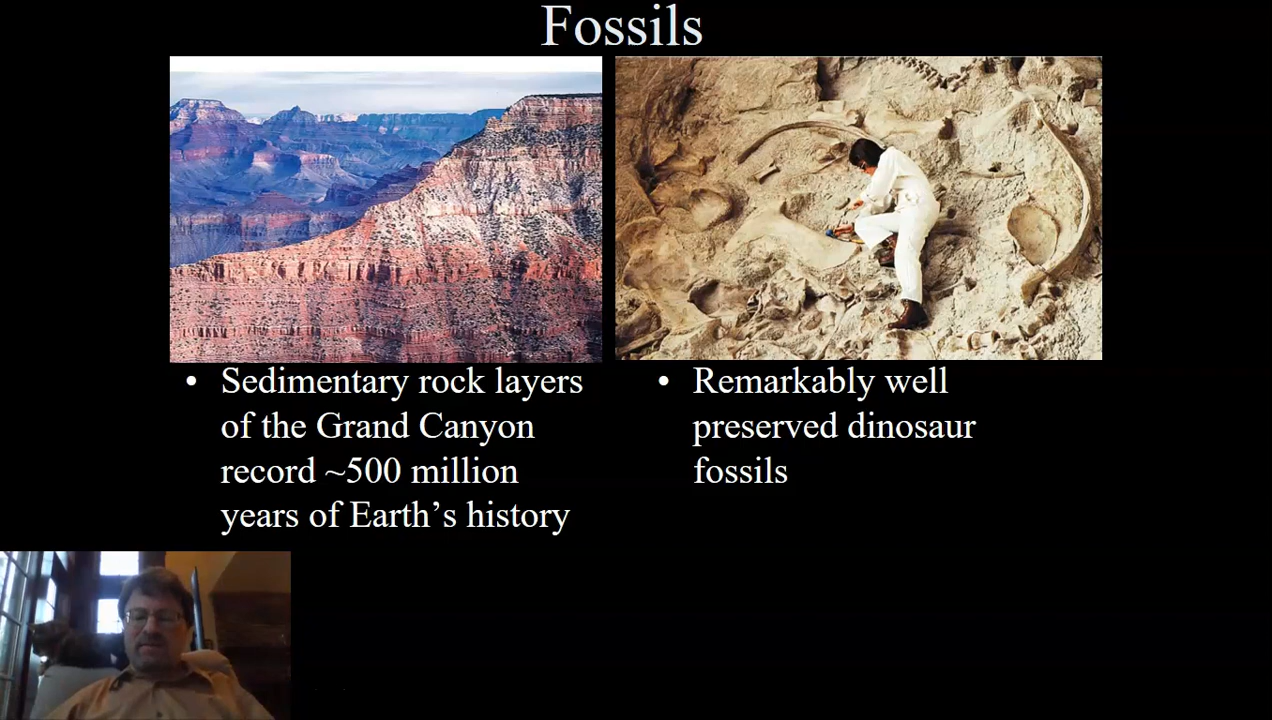 Fossils
• Sedimentary rock layers
of the Grand Canyon
record ~500 million
years of Earth’s history
• Remarkably well
preserved dinosaur
fossils